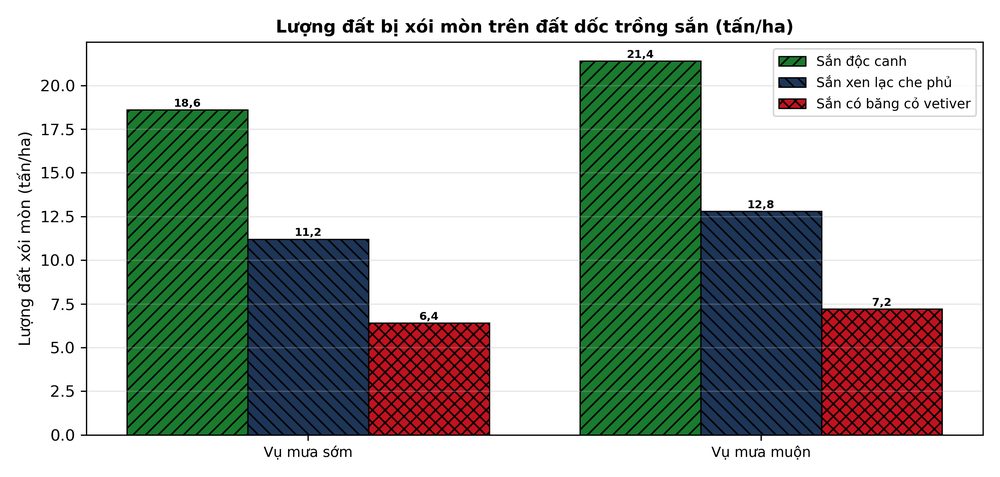 Lượng đất bị xói mòn trên đất dốc trồng sắn (tấn/ha)
Lượng đất xói mòn (tấn/ha)
20.0
17.5
15.0
12.5
10.0
7.5
5.0
2.5
0.0
18,6
11,2
6,4
21,4
12,8
7,2
Sắn độc canh
Sắn xen lạc che phủ
Sắn có băng cỏ vetiver
Vụ mưa sớm
Vụ mưa muộn